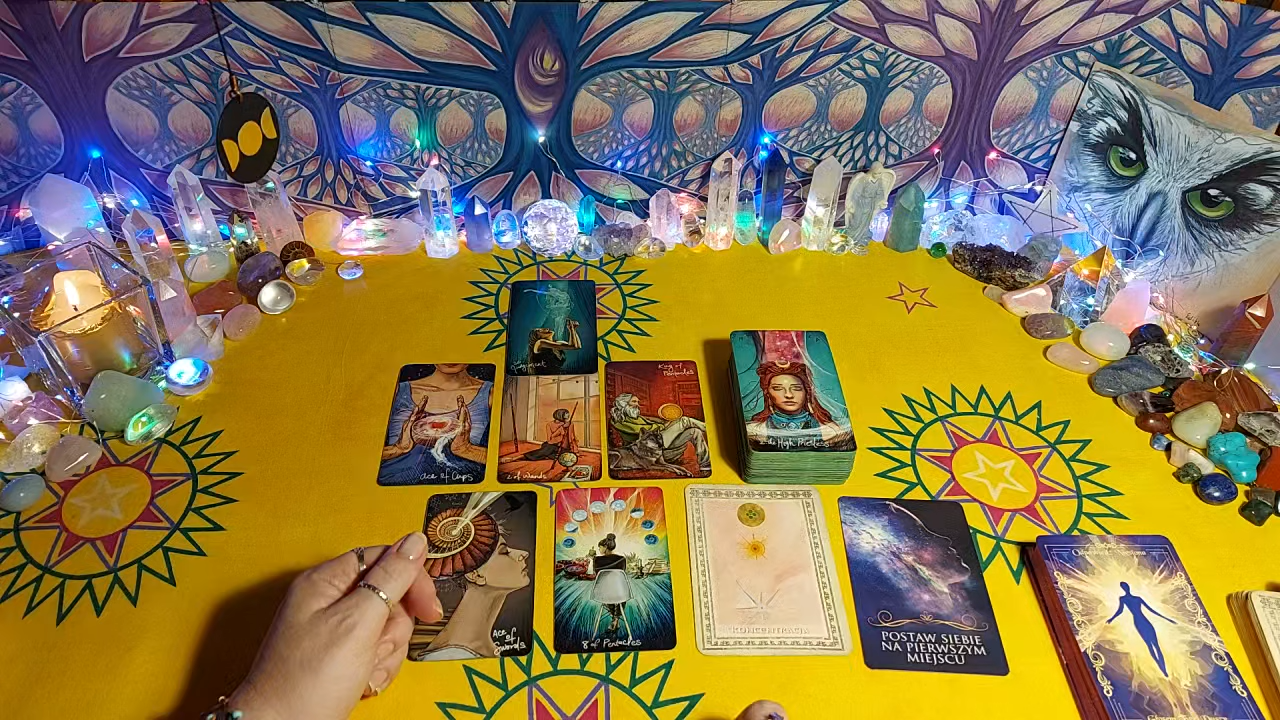 Judgment
Ace of Cups
2 of Wands
King of
Pentacles
The High Priestess
Ace
of
Swords
8 of Pentacles
KONCENTRACJA
POSTAW SIEBIE
NA PIERWSZYM
MIEJSCU